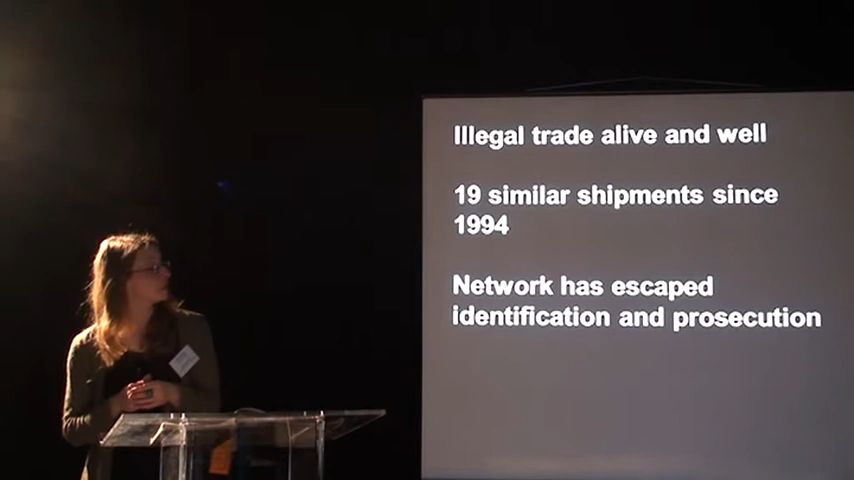 Illegal trade alive and well
19 similar shipments since
1994
Network has escaped
identification and prosecution